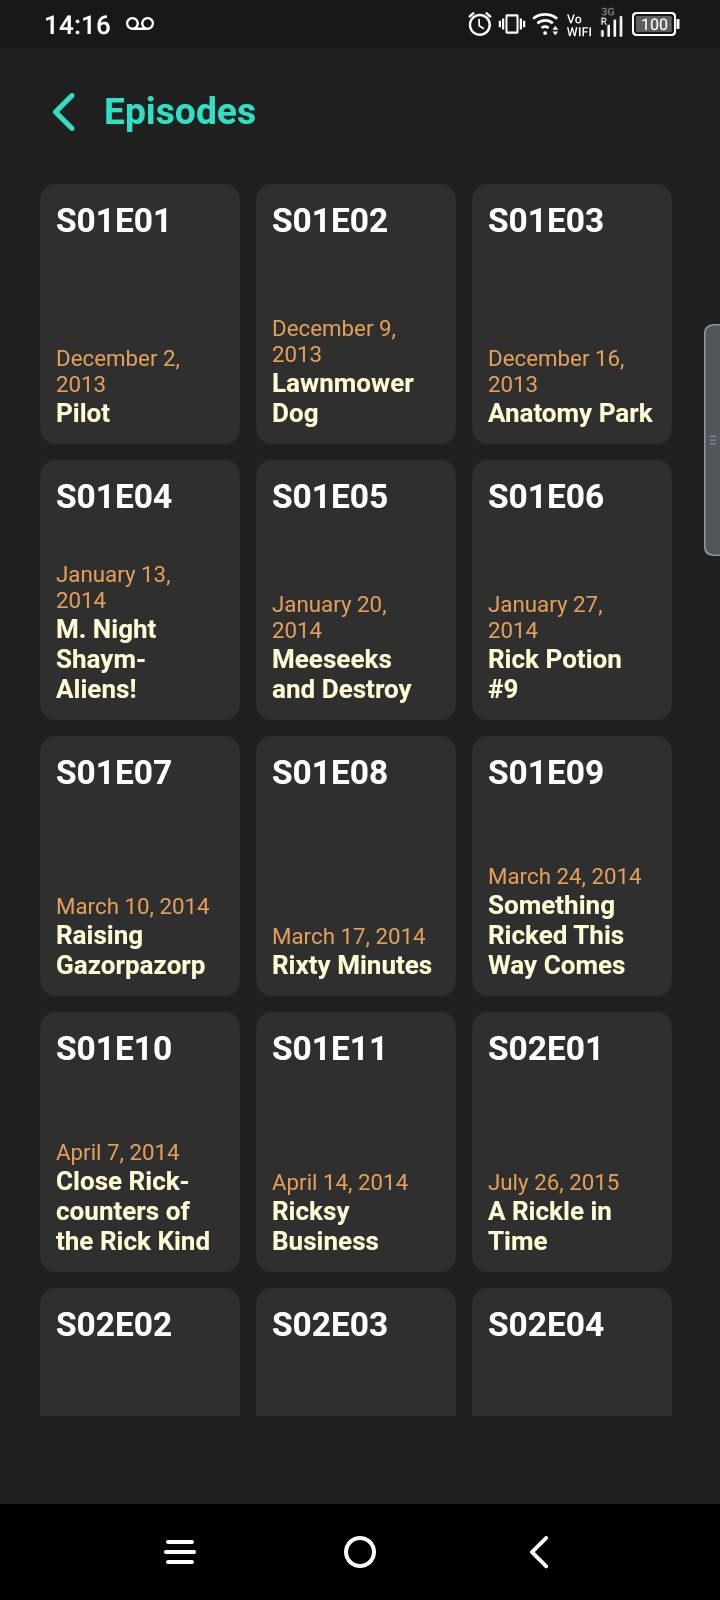 14:16
Vo
WIFI
3G
R
100
Episodes
S01E01
December 2,
2013
Pilot
S01E02
December 9,
2013
Lawnmower
Dog
S01E03
December 16,
2013
Anatomy Park
S01E04
January 13,
2014
M. Night
Shaym-
Aliens!
S01E05
January 20,
2014
Meeseeks
and Destroy
S01E06
January 27,
2014
Rick Potion
#9
S01E07
March 10, 2014
Raising
Gazorpazorp
S01E08
March 17, 2014
Rixty Minutes
S01E09
March 24, 2014
Something
Ricked This
Way Comes
S01E10
April 7, 2014
Close Rick-
counters of
the Rick Kind
S01E11
April 14, 2014
Ricksy
Business
S02E01
July 26, 2015
A Rickle in
Time
S02E02
S02E03
S02E04